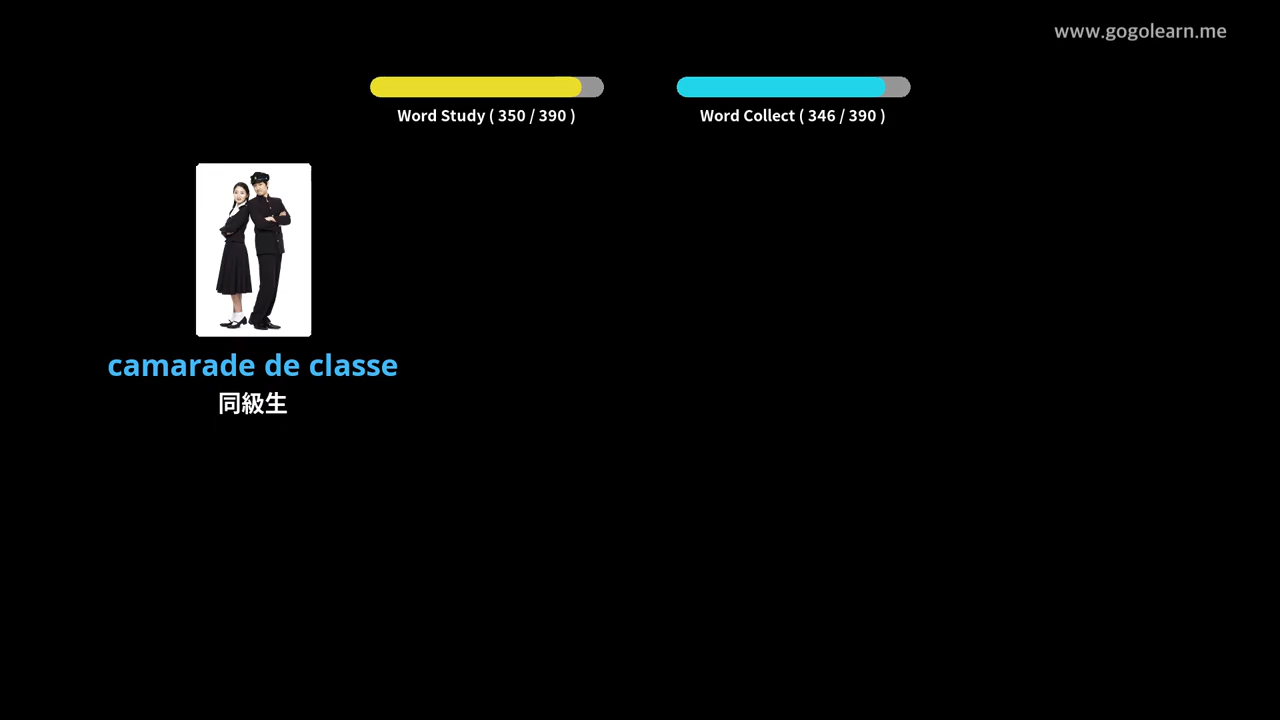 www.gogolearn.me
Word Study ( 350 / 390 )
Word Collect ( 346 / 390 )
camarade de classe
同級生